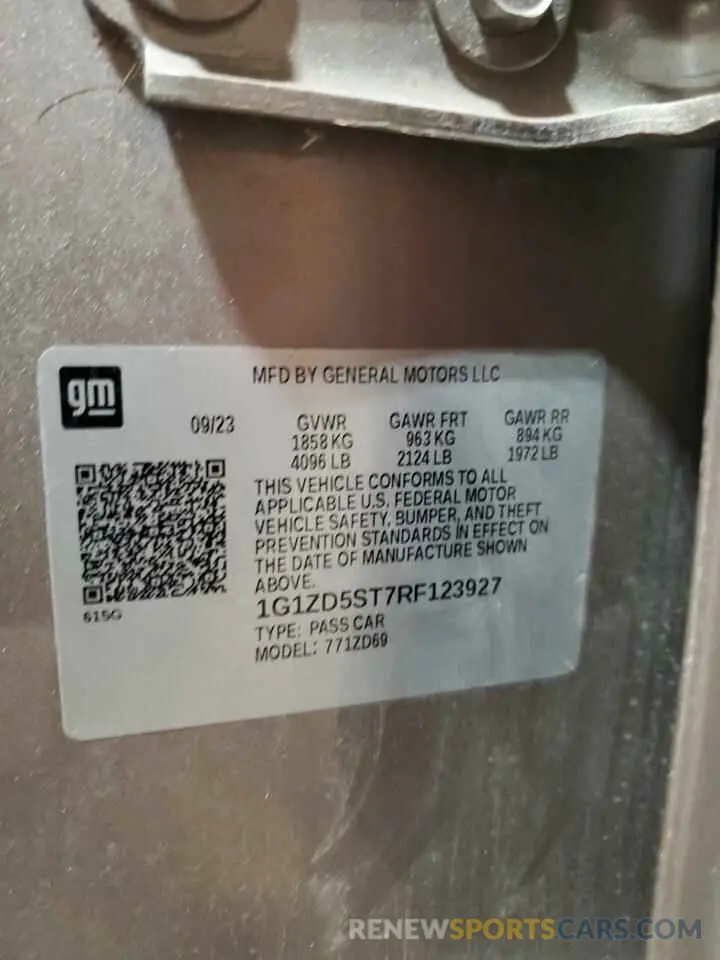 MFD BY GENERAL MOTORS LLC
gm
09/23 GVWR GAWR FRT GAWR RR
1858 KG 963 KG 894 KG
4096 LB 2124 LB 1972 LB
THIS VEHICLE CONFORMS TO ALL
APPLICABLE U.S. FEDERAL MOTOR
VEHICLE SAFETY, BUMPER, AND THEFT
PREVENTION STANDARDS IN EFFECT ON
THE DATE OF MANUFACTURE SHOWN
ABOVE.
615G
1G1ZD5ST7RF123927
TYPE: PASS CAR
MODEL: 771ZD69
RENEWSPORTSCARS.COM